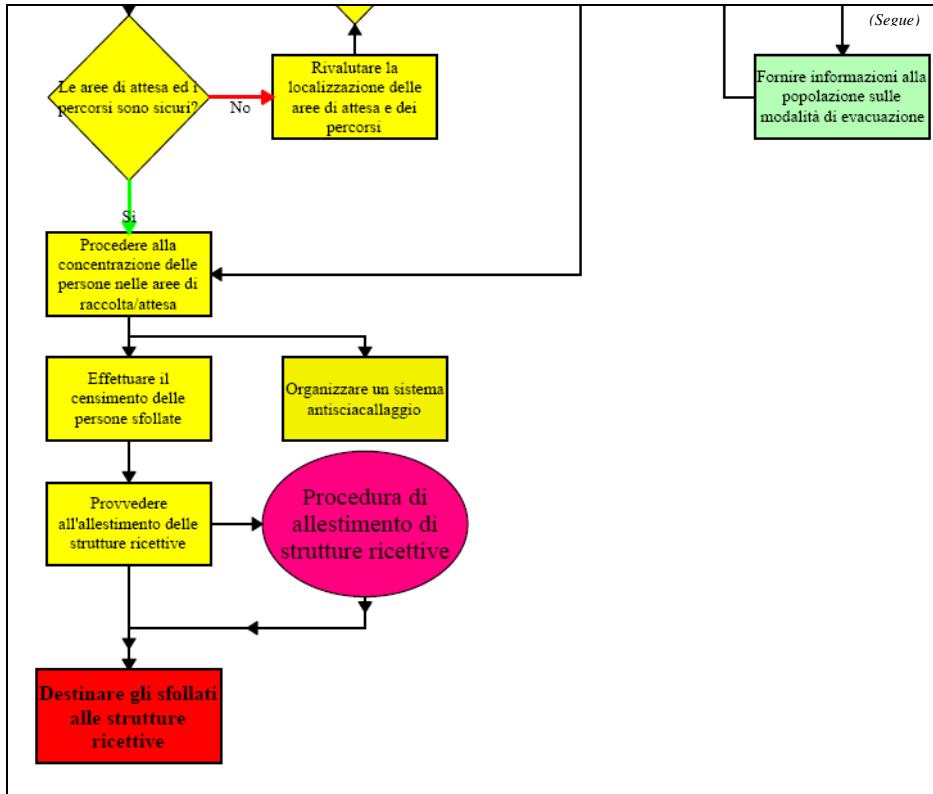 (Segue)
Le aree di attesa ed i
percorsi sono sicuri?
No
Rivalutare la
localizzazione delle
aree di attesa e dei
percorsi
Fornire informazioni alla
popolazione sulle
modalità di evacuazione
Si
Procedere alla
concentrazione delle
persone nelle aree di
raccolta/attesa
Effettuare il
censimento delle
persone sfollate
Organizzare un sistema
antisciacallaggio
Provvedere
all'allestimento delle
strutture ricettive
Procedura di
allestimento di
strutture ricettive
Destinare gli sfollati
alle strutture
ricettive